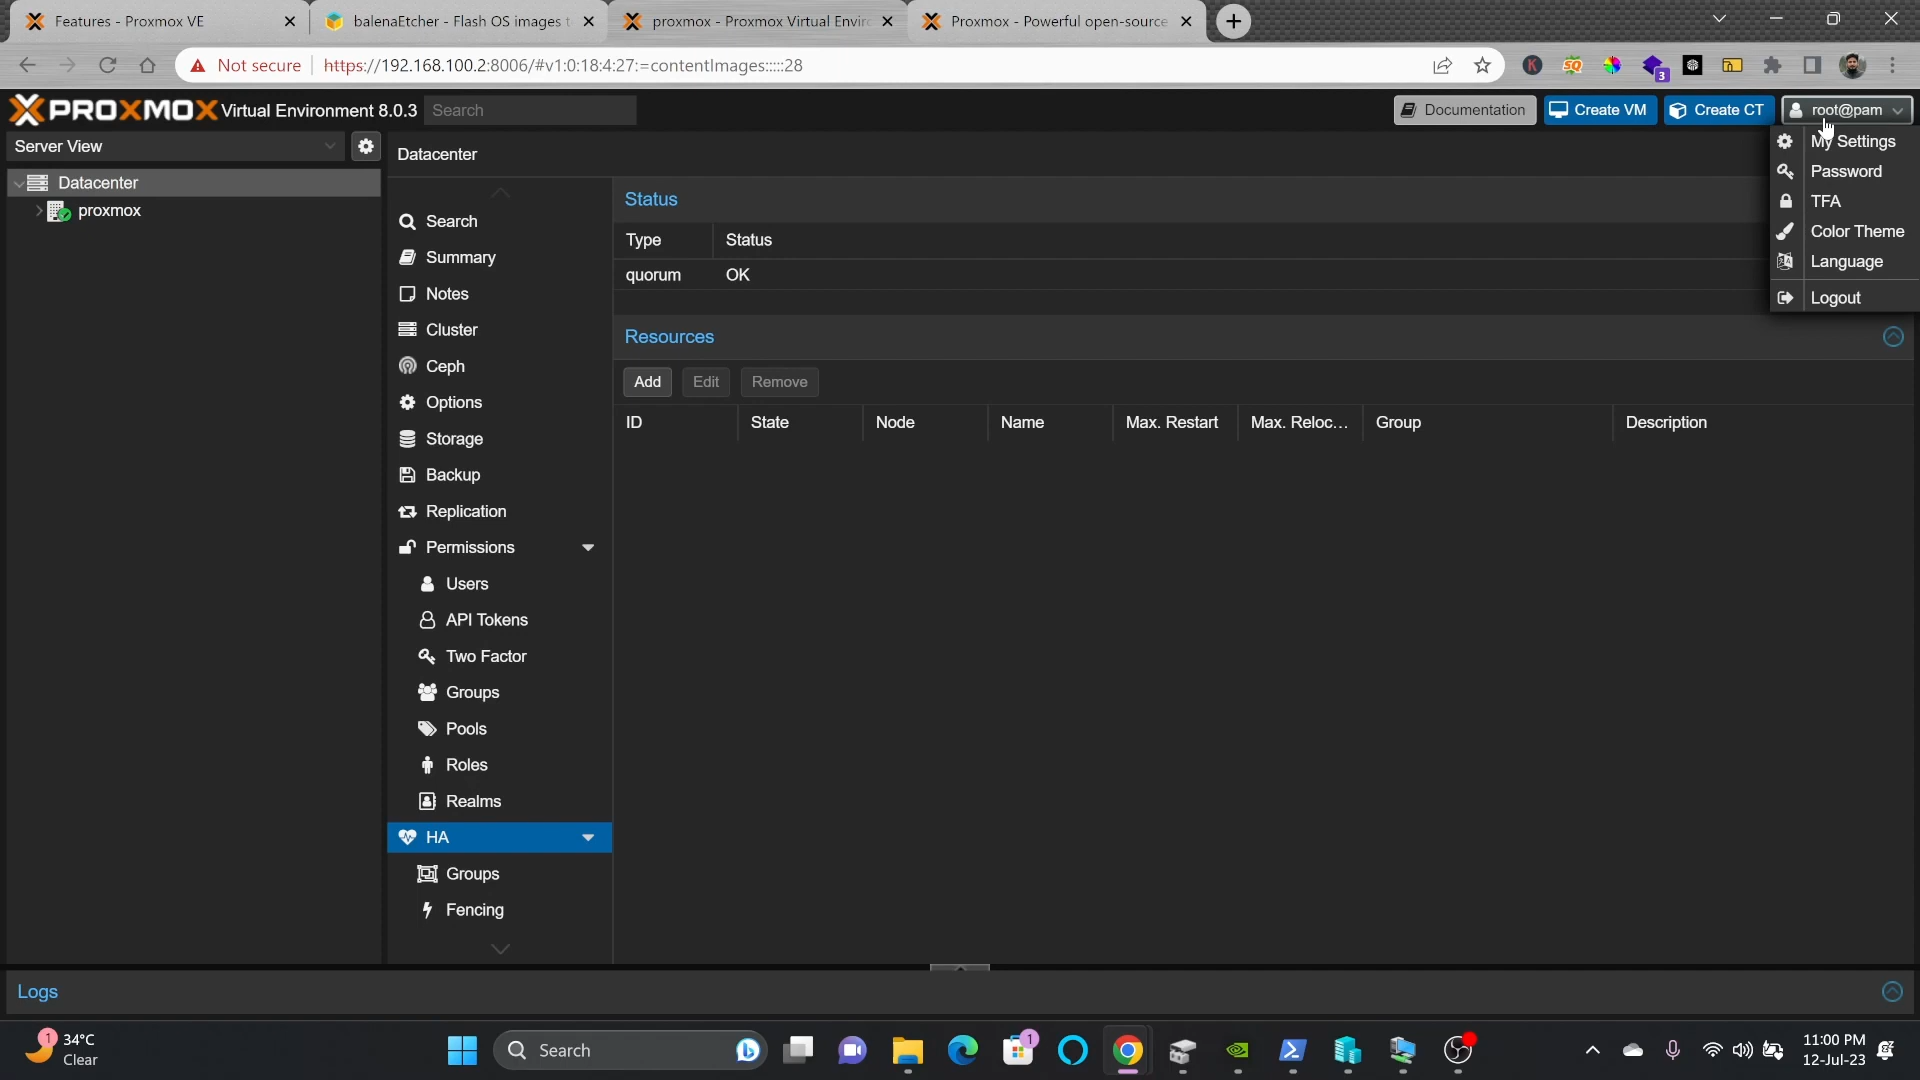 Features - Proxmox VE
balenaEtcher - Flash OS images t
proxmox - Proxmox Virtual Envir
Proxmox - Powerful open-source
Not secure
https://192.168.100.2:8006/#v1:0:18:4:27:=contentImages:::::28
K
SQ
3
PROXMOX Virtual Environment 8.0.3
Search
Documentation
Create VM
Create CT
root@pam
My Settings
Password
TFA
Color Theme
Language
Logout
Server View
Datacenter
proxmox
Datacenter
Search
Summary
Notes
Cluster
Ceph
Options
Storage
Backup
Replication
Permissions
Users
API Tokens
Two Factor
Groups
Pools
Roles
Realms
HA
Groups
Fencing
Status
Type Status
quorum OK
Resources
Add Edit Remove
ID State Node Name Max. Restart Max. Reloc... Group Description
Logs
1
34°C
Clear
Search
1
11:00 PM
12-Jul-23